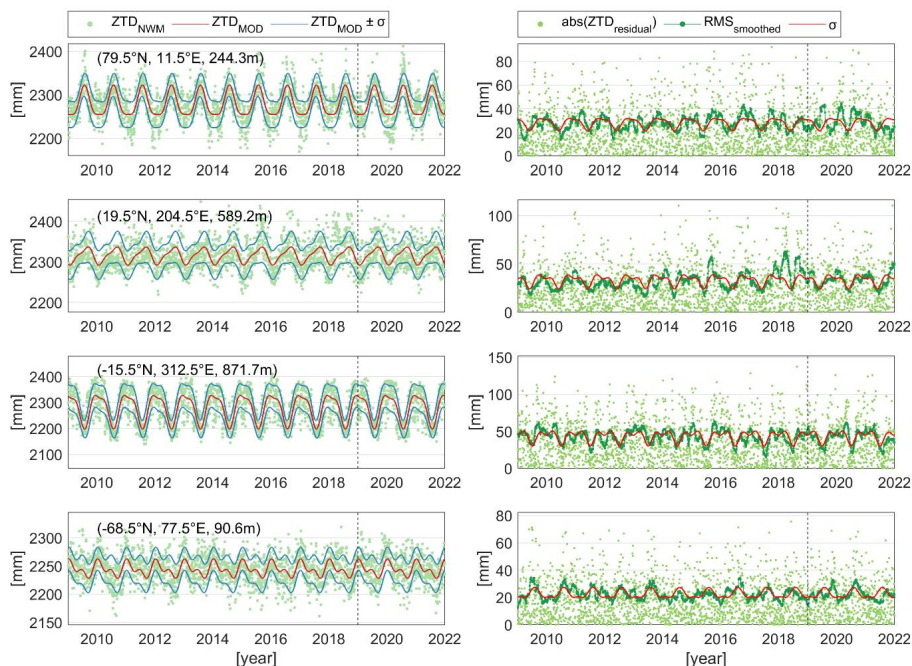 ZTD_NWM ZTD_MOD ZTD_MOD ± σ
abs(ZTD_residual) RMS_smoothed σ
2400
2300
2200
[mm]
(79.5°N, 11.5°E, 244.3m)
2010 2012 2014 2016 2018 2020 2022
80
60
40
20
0
[mm]
2010 2012 2014 2016 2018 2020 2022
2400
2300
2200
[mm]
(19.5°N, 204.5°E, 589.2m)
2010 2012 2014 2016 2018 2020 2022
100
50
0
[mm]
2010 2012 2014 2016 2018 2020 2022
2400
2300
2200
2100
[mm]
(-15.5°N, 312.5°E, 871.7m)
2010 2012 2014 2016 2018 2020 2022
150
100
50
0
[mm]
2010 2012 2014 2016 2018 2020 2022
2300
2250
2200
2150
[mm]
(-68.5°N, 77.5°E, 90.6m)
2010 2012 2014 2016 2018 2020 2022
[year]
80
60
40
20
0
[mm]
2010 2012 2014 2016 2018 2020 2022
[year]